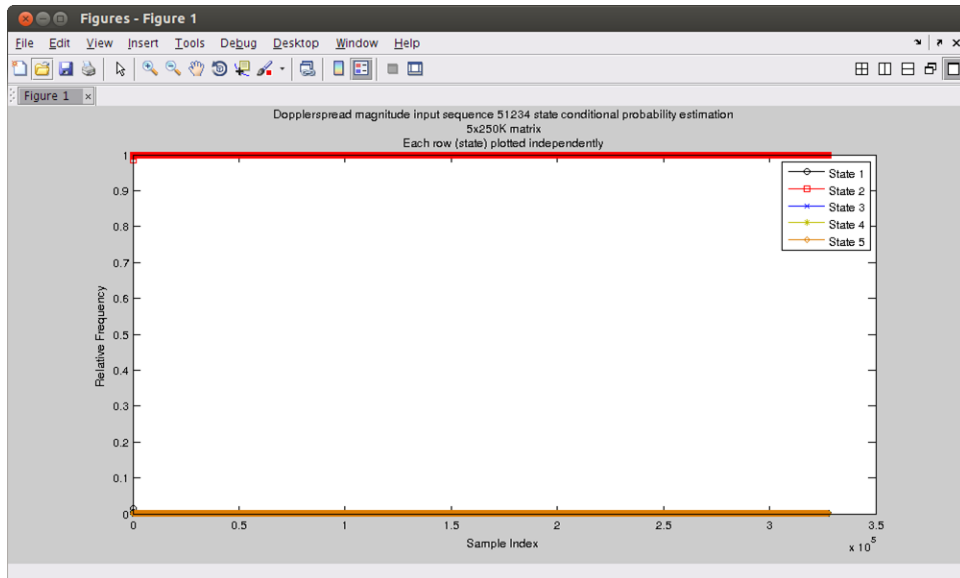 Figures - Figure 1
File Edit View Insert Tools Debug Desktop Window Help
Figure 1
Dopplerspread magnitude input sequence 51234 state conditional probability estimation
5x250K matrix
Each row (state) plotted independently
1
0.9
0.8
0.7
0.6
0.5
0.4
0.3
0.2
0.1
0
Relative Frequency
State 1
State 2
State 3
State 4
State 5
0 0.5 1 1.5 2 2.5 3 3.5
Sample Index
x 10^5